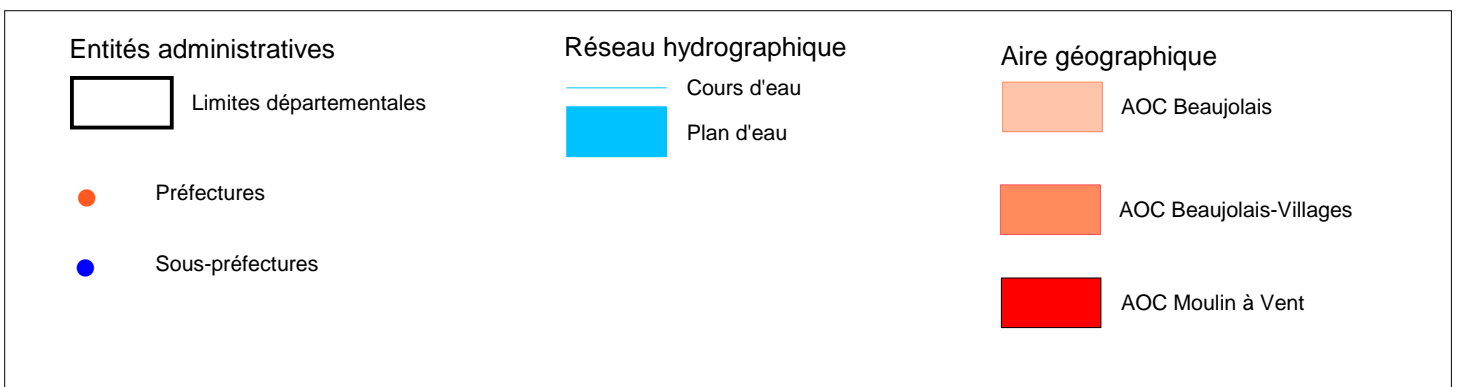 Entités administratives
Limites départementales
Préfectures
Sous-préfectures
Réseau hydrographique
Cours d'eau
Plan d'eau
Aire géographique
AOC Beaujolais
AOC Beaujolais-Villages
AOC Moulin à Vent